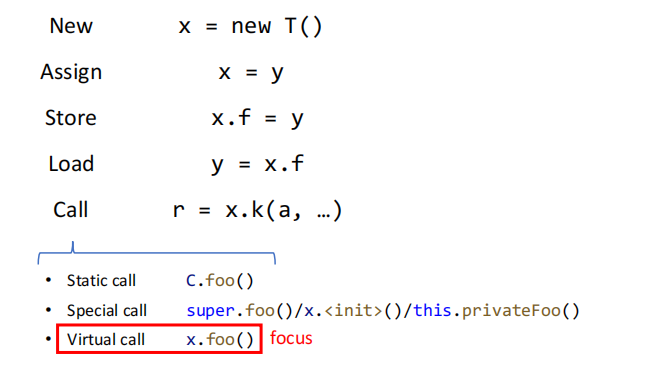 New x = new T()
Assign x = y
Store x.f = y
Load y = x.f
Call r = x.k(a, …)
• Static call C.foo()
• Special call super.foo()/x.<init>()/this.privateFoo()
• Virtual call x.foo() focus